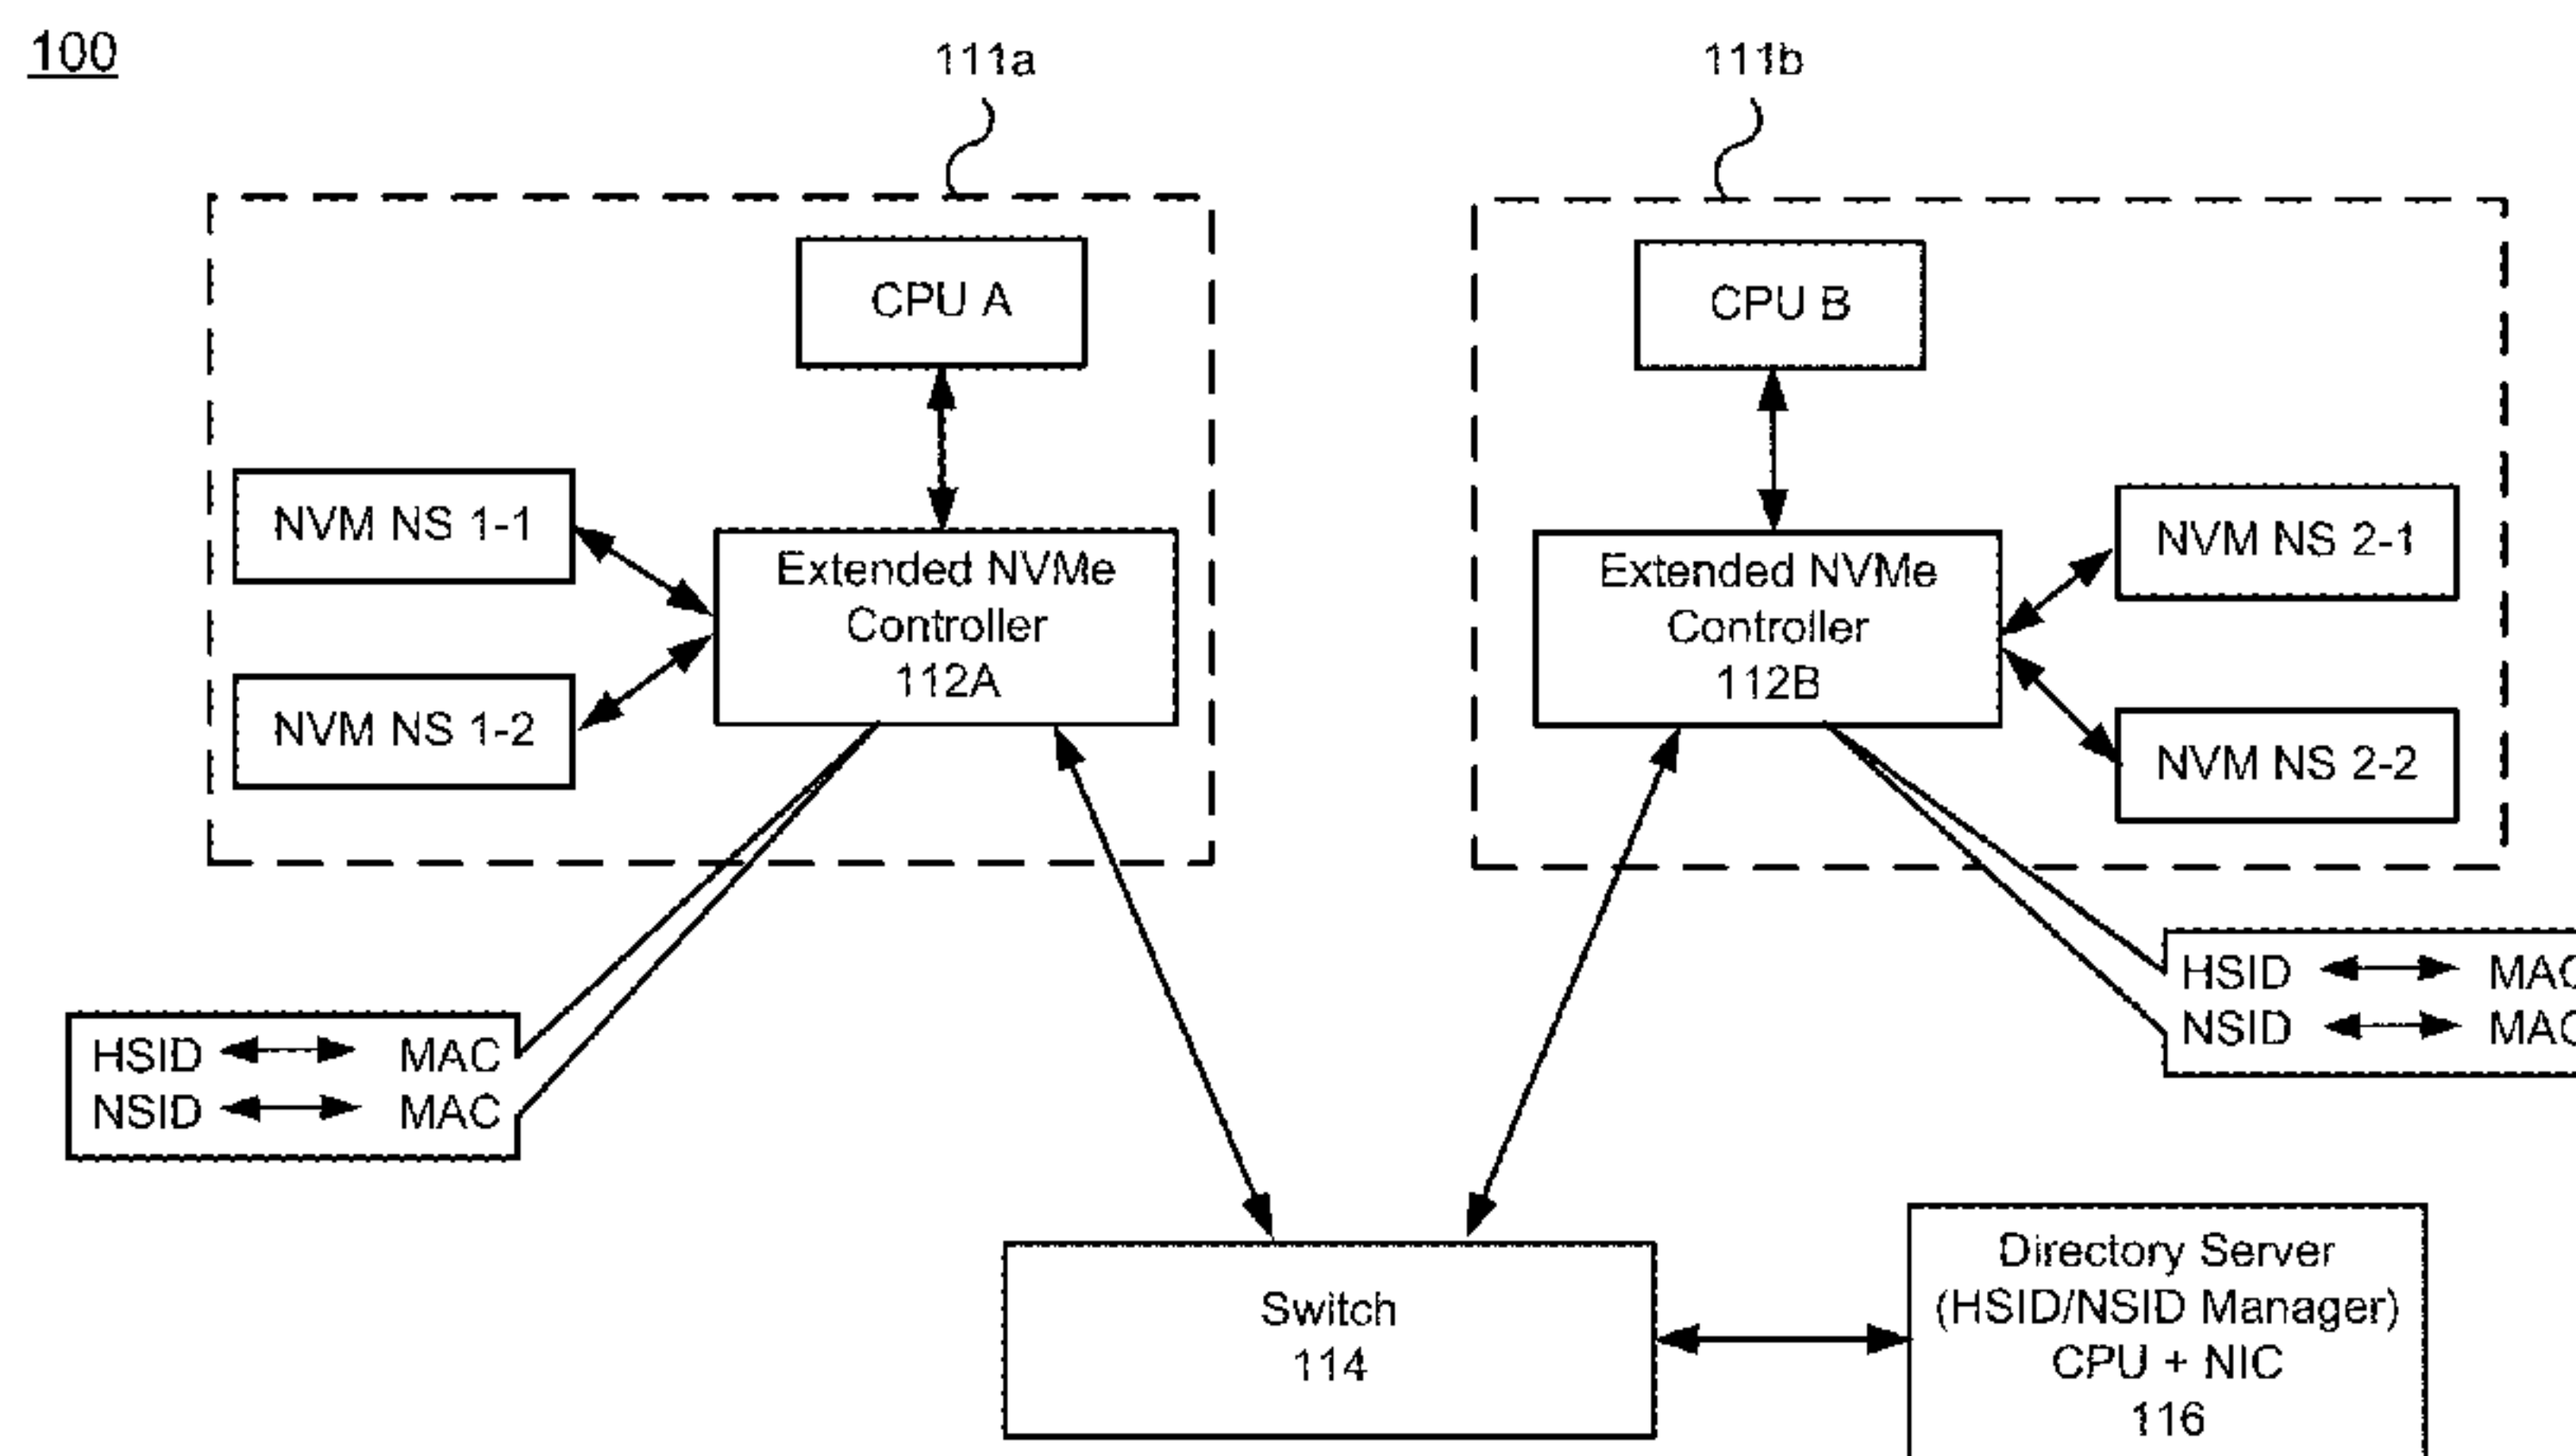 100
111a
111b
CPU A
CPU B
NVM NS 1-1
NVM NS 1-2
Extended NVMe
Controller
112A
Extended NVMe
Controller
112B
NVM NS 2-1
NVM NS 2-2
HSID MAC
NSID MAC
HSID MAC
NSID MAC
Switch
114
Directory Server
(HSID/NSID Manager)
CPU + NIC
116